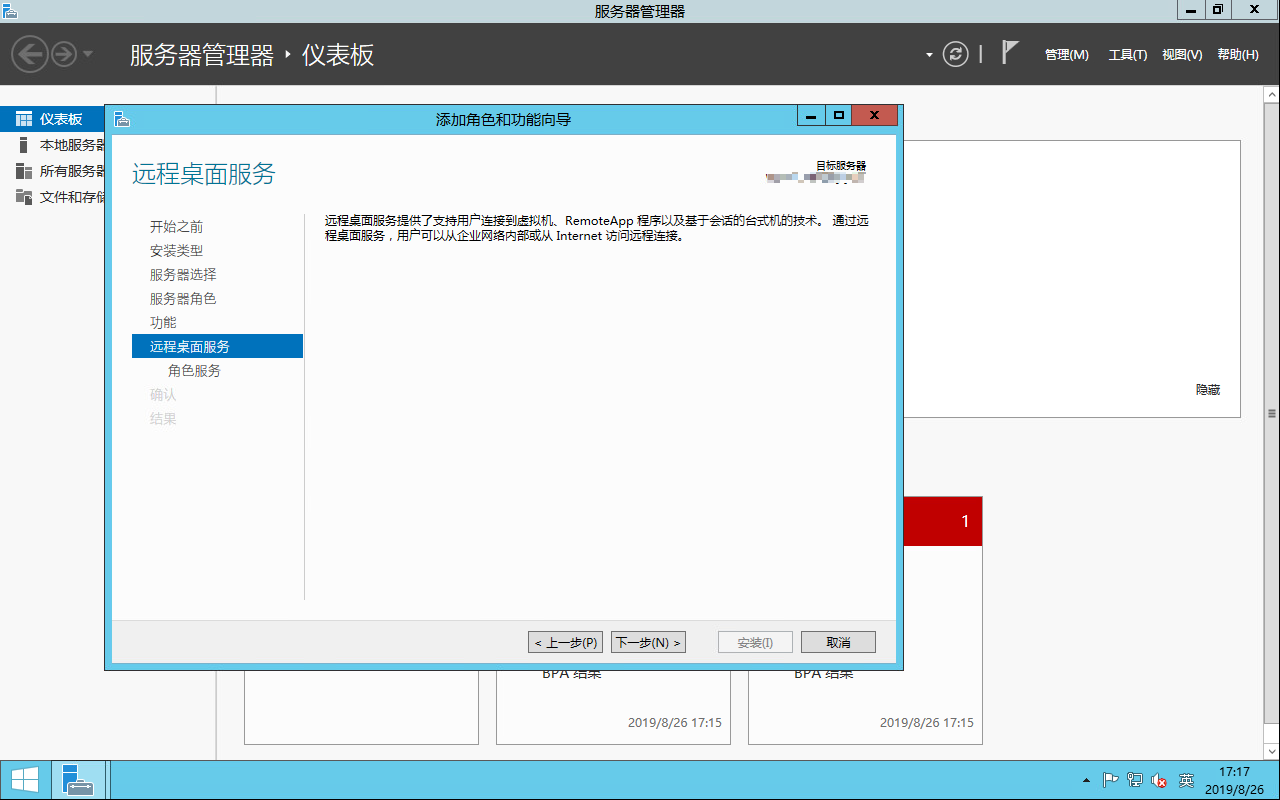 服务器管理器
服务器管理器 · 仪表板
管理(M) 工具(T) 视图(V) 帮助(H)
仪表板
本地服务器
所有服务器
文件和存储
添加角色和功能向导
远程桌面服务
目标服务器
开始之前
安装类型
服务器选择
服务器角色
功能
远程桌面服务
角色服务
确认
结果
远程桌面服务提供了支持用户连接到虚拟机、RemoteApp 程序以及基于会话的台式机的技术。 通过远
程桌面服务，用户可以从企业网络内部或从 Internet 访问远程连接。
< 上一步(P) 下一步(N) > 安装(I) 取消
隐藏
1
BPA 结果
2019/8/26 17:15
BPA 结果
2019/8/26 17:15
英
17:17
2019/8/26